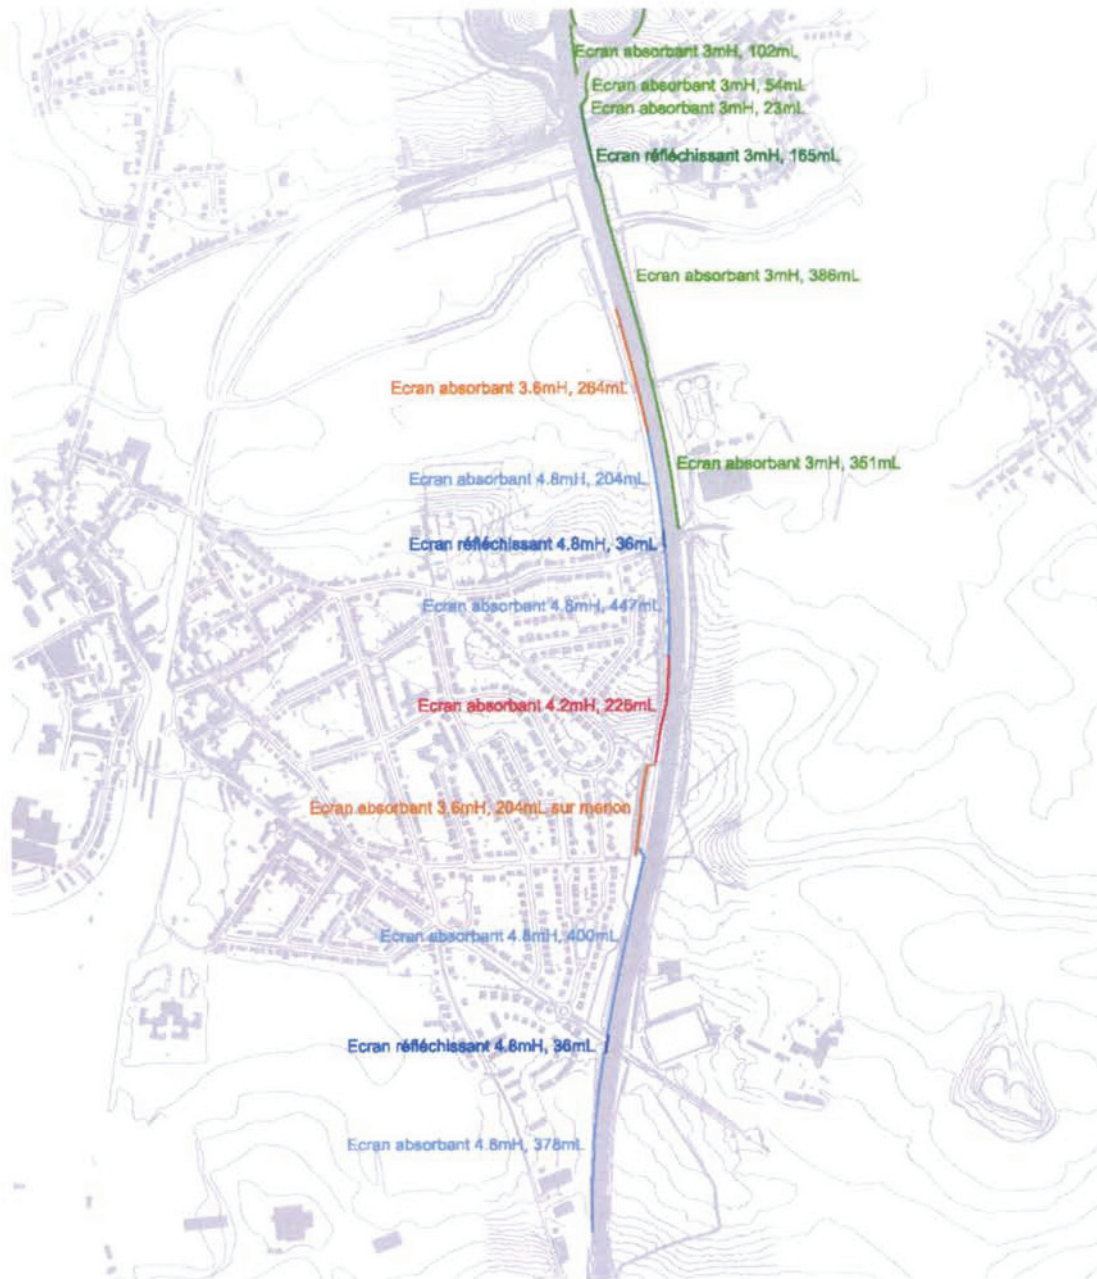 Ecran absorbant 3mH, 102mL
Ecran absorbant 3mH, 54mL
Ecran absorbant 3mH, 23mL
Ecran réfléchissant 3mH, 165mL
Ecran absorbant 3mH, 386mL
Ecran absorbant 3.6mH, 264mL
Ecran absorbant 3mH, 351mL
Ecran absorbant 4.8mH, 204mL
Ecran réfléchissant 4.8mH, 36mL
Ecran absorbant 4.8mH, 447mL
Ecran absorbant 4.2mH, 225mL
Ecran absorbant 3.6mH, 204mL sur merlon
Ecran absorbant 4.8mH, 400mL
Ecran réfléchissant 4.8mH, 36mL
Ecran absorbant 4.8mH, 378mL